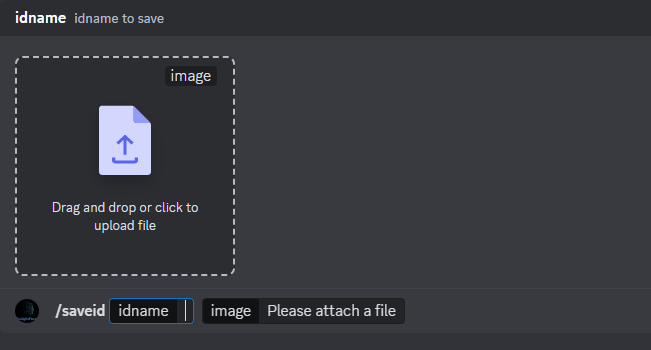 idname idname to save
image
Drag and drop or click to
upload file
/saveid idname image Please attach a file